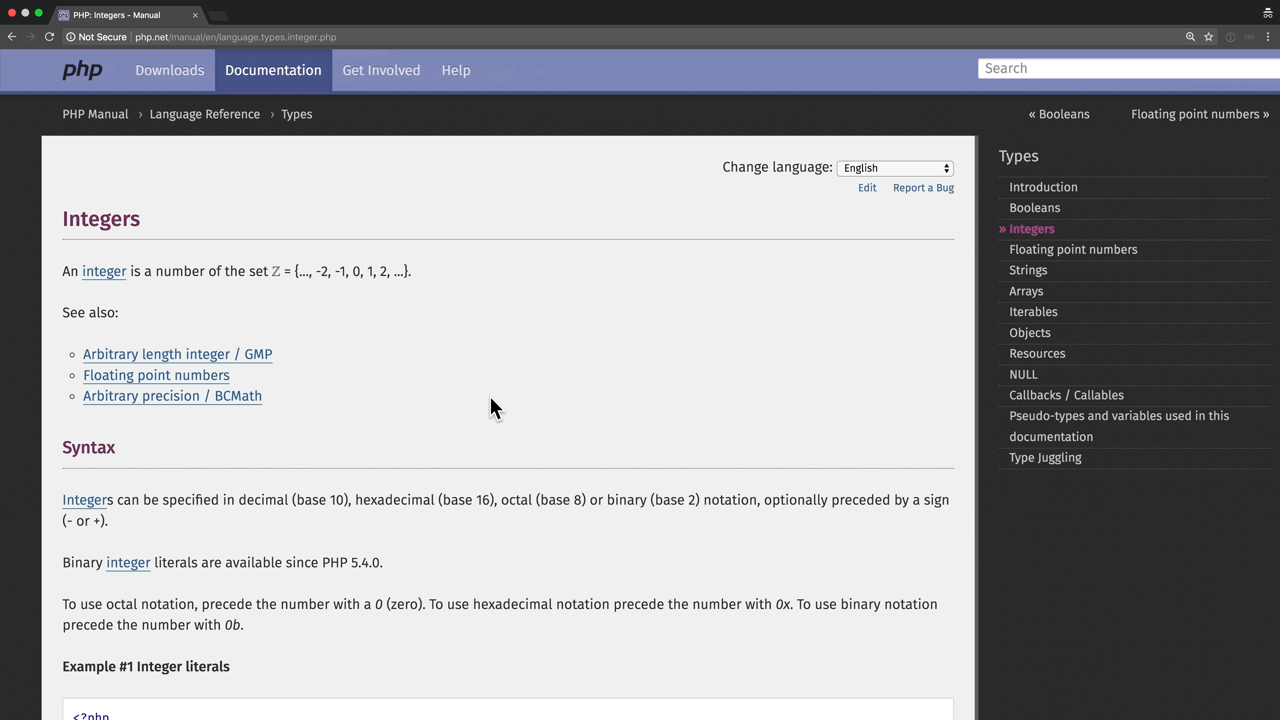 PHP: Integers - Manual
Not Secure | php.net/manual/en/language.types.integer.php
php Downloads Documentation Get Involved Help Search
PHP Manual › Language Reference › Types « Booleans Floating point numbers »
Change language: English
Edit Report a Bug
Integers
An integer is a number of the set ℤ = {..., -2, -1, 0, 1, 2, ...}.
See also:
Arbitrary length integer / GMP
Floating point numbers
Arbitrary precision / BCMath
Syntax
Integers can be specified in decimal (base 10), hexadecimal (base 16), octal (base 8) or binary (base 2) notation, optionally preceded by a sign
(- or +).
Binary integer literals are available since PHP 5.4.0.
To use octal notation, precede the number with a 0 (zero). To use hexadecimal notation precede the number with 0x. To use binary notation
precede the number with 0b.
Example #1 Integer literals
<?php
Types
Introduction
Booleans
» Integers
Floating point numbers
Strings
Arrays
Iterables
Objects
Resources
NULL
Callbacks / Callables
Pseudo-types and variables used in this
documentation
Type Juggling